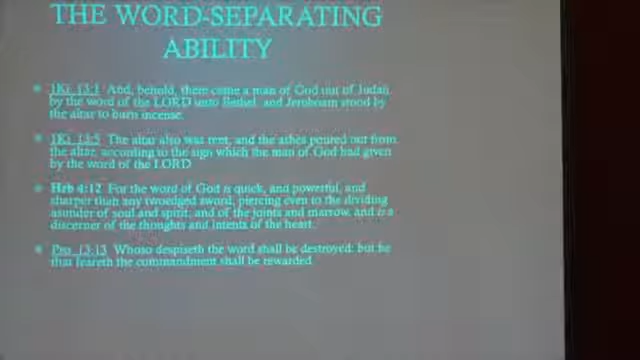 THE WORD-SEPARATING
ABILITY
1Ki 13:1 And, behold, there came a man of God out of Judah
by the word of the LORD unto Bethel: and Jeroboam stood by
the altar to burn incense.
1Ki 13:5 The altar also was rent, and the ashes poured out from
the altar, according to the sign which the man of God had given
by the word of the LORD
Heb 4:12 For the word of God is quick, and powerful, and
sharper than any twoedged sword, piercing even to the dividing
asunder of soul and spirit, and of the joints and marrow, and is a
discerner of the thoughts and intents of the heart.
Pro 13:13 Whoso despiseth the word shall be destroyed: but he
that feareth the commandment shall be rewarded